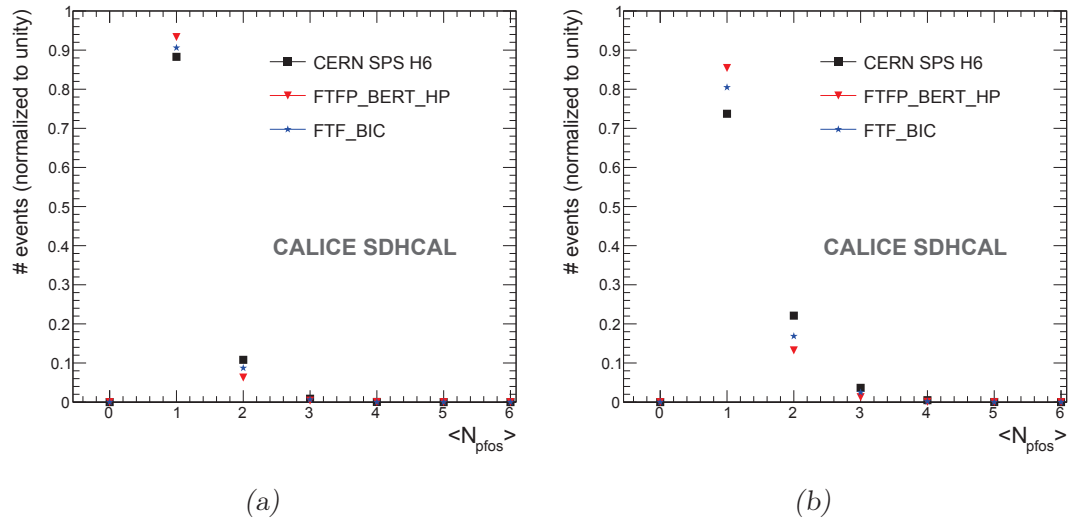 # events (normalized to unity)
1
0.9
0.8
0.7
0.6
0.5
0.4
0.3
0.2
0.1
0
CERN SPS H6
FTFP_BERT_HP
FTF_BIC
CALICE SDHCAL
0 1 2 3 4 5 6
<N_pfos>
(a)
# events (normalized to unity)
1
0.9
0.8
0.7
0.6
0.5
0.4
0.3
0.2
0.1
0
CERN SPS H6
FTFP_BERT_HP
FTF_BIC
CALICE SDHCAL
0 1 2 3 4 5 6
<N_pfos>
(b)